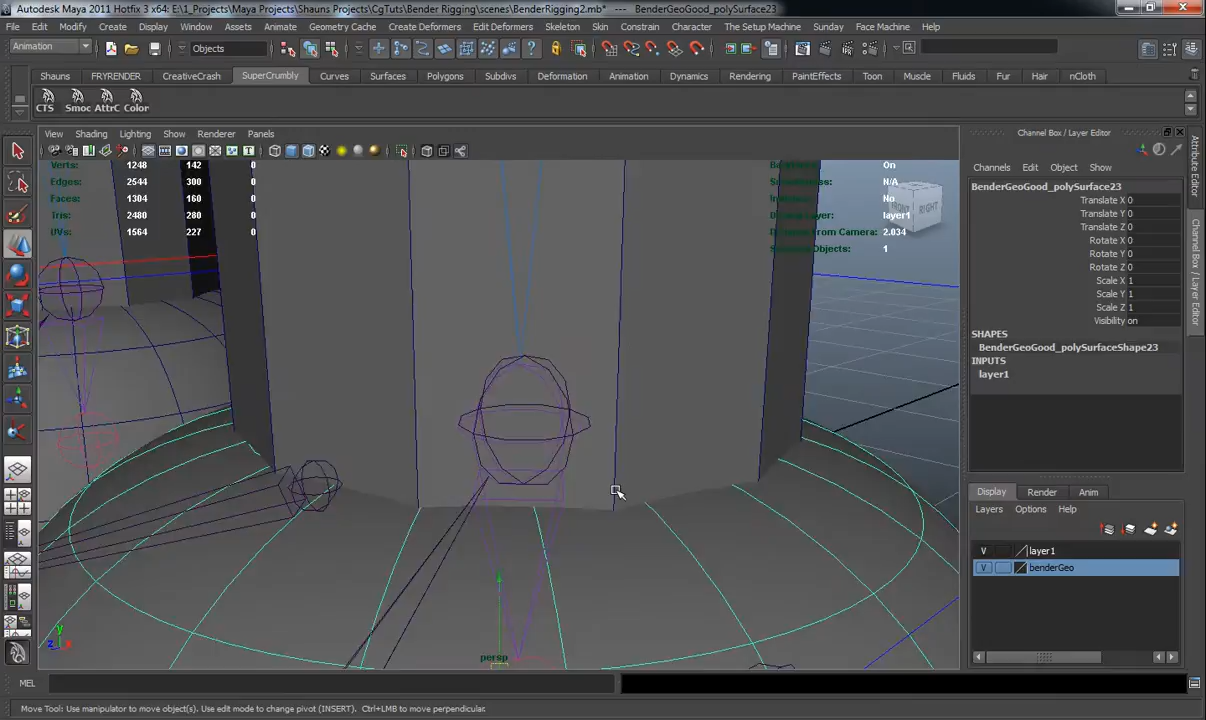 Autodesk Maya 2011 Hotfix 3 x64: E:\1_Projects\Maya Projects\Shauns Projects\CgTuts\Bender Rigging\scenes\BenderRigging2.mb* --- BenderGeoGood_polySurface23
File Edit Modify Create Display Window Assets Animate Geometry Cache Create Deformers Edit Deformers Skeleton Skin Constrain Character The Setup Machine Sunday Face Machine Help
Animation Objects
Shauns FRYRENDER CreativeCrash SuperCrumbly Curves Surfaces Polygons Subdivs Deformation Animation Dynamics Rendering PaintEffects Toon Muscle Fluids Fur Hair nCloth
CTS Smoc AttrC Color
Channel Box / Layer Editor
View Shading Lighting Show Renderer Panels
Channels Edit Object Show
Verts: 1248 142 0
Edges: 2544 300 0
Faces: 1304 160 0
Tris: 2480 280 0
UVs: 1564 227 0
On
N/A
No
layer1
From Camera: 2.034
Objects: 1
FRONT RIGHT
BenderGeoGood_polySurface23
Translate X 0
Translate Y 0
Translate Z 0
Rotate X 0
Rotate Y 0
Rotate Z 0
Scale X 1
Scale Y 1
Scale Z 1
Visibility on
SHAPES
BenderGeoGood_polySurfaceShape23
INPUTS
layer1
Attribute Editor
Channel Box / Layer Editor
Display Render Anim
Layers Options Help
V layer1
V benderGeo
y
z x
persp
MEL
Move Tool: Use manipulator to move object(s). Use edit mode to change pivot (INSERT). Ctrl+LMB to move perpendicular.